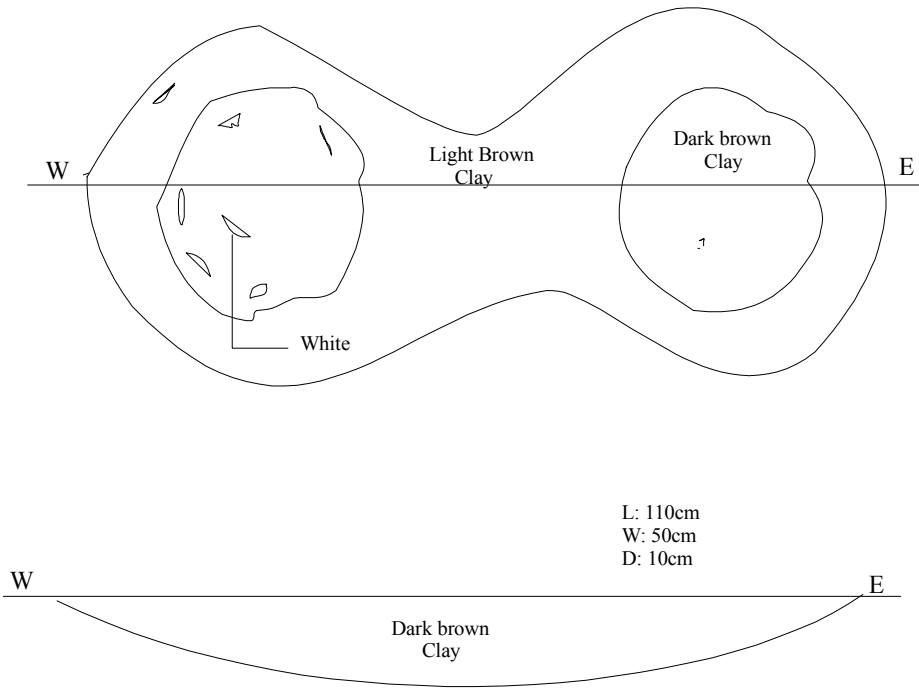 Dark brown
Clay
Light Brown
Clay
W
E
White
L: 110cm
W: 50cm
D: 10cm
W
E
Dark brown
Clay